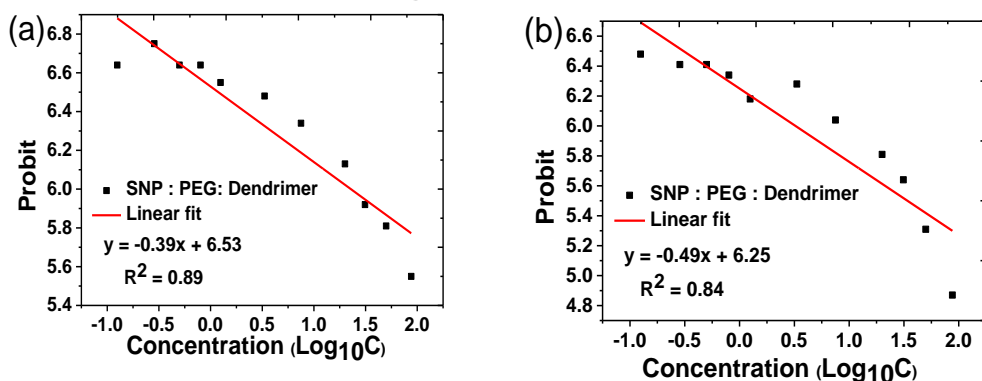 (a)
Probit
6.8
6.6
6.4
6.2
6.0
5.8
5.6
5.4
SNP : PEG: Dendrimer
Linear fit
y = -0.39x + 6.53
R² = 0.89
-1.0 -0.5 0.0 0.5 1.0 1.5 2.0
Concentration (Log₁₀C)
(b)
Probit
6.6
6.4
6.2
6.0
5.8
5.6
5.4
5.2
5.0
4.8
SNP : PEG : Dendrimer
Linear fit
y = -0.49x + 6.25
R² = 0.84
-1.0 -0.5 0.0 0.5 1.0 1.5 2.0
Concentration (Log₁₀C)